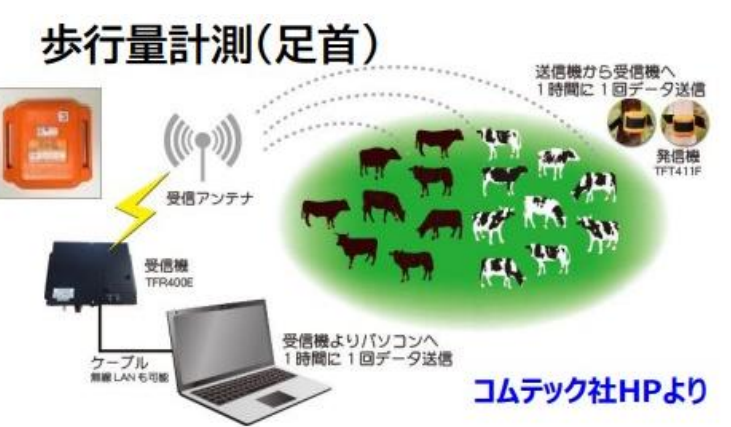 歩行量計測(足首)
送信機から受信機へ
1時間に1回データ送信
発信機
TFT411F
受信アンテナ
受信機
TFR400E
受信機よりパソコンへ
1時間に1回データ送信
ケーブル
無線LANも可能
コムテック社HPより